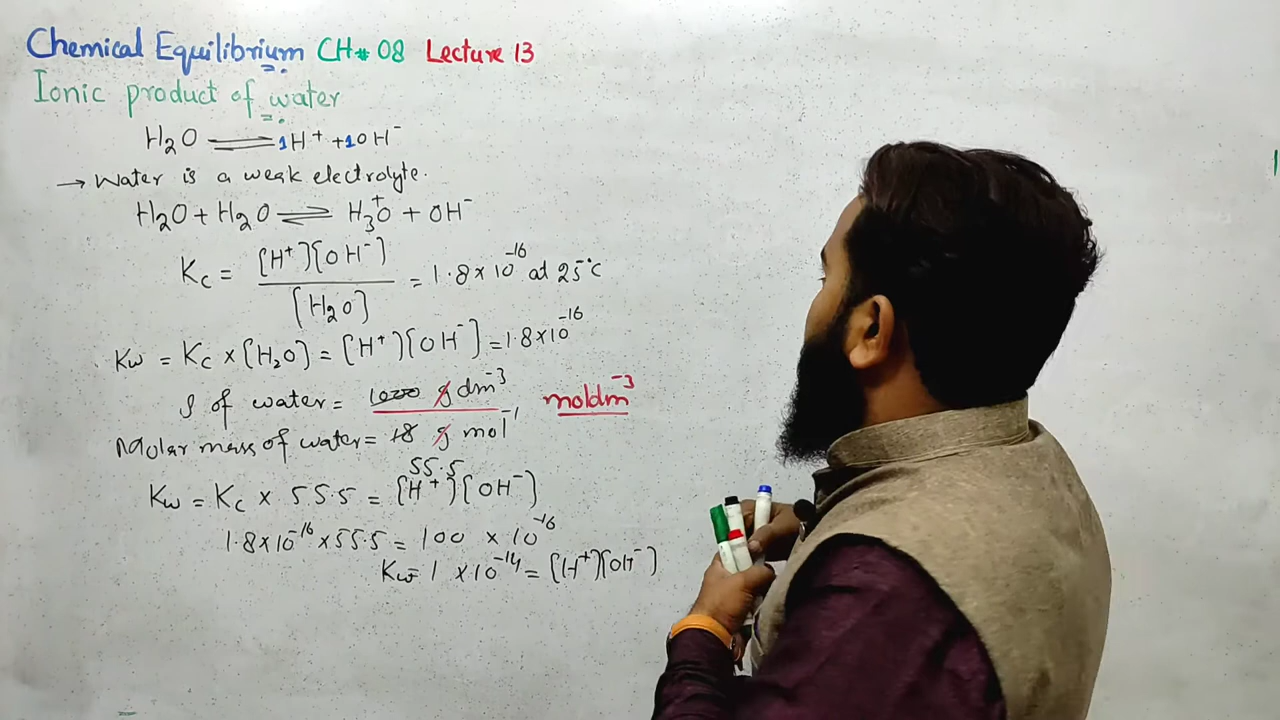 Chemical Equilibrium CH# 08 Lecture 13
Ionic product of water
H₂O ⇌ 1H⁺ + 1OH⁻
→ Water is a weak electrolyte.
H₂O + H₂O ⇌ H₃O⁺ + OH⁻
Kc = [H⁺][OH⁻] / [H₂O] = 1.8 × 10⁻¹⁶ at 25°C
Kw = Kc × [H₂O] = [H⁺][OH⁻] = 1.8×10⁻¹⁶
ρ of water = 1000 g dm⁻³ moldm⁻³
Molar mass of water = 18 g mol⁻¹
55.5
Kw = Kc × 55.5 = [H⁺][OH⁻]
1.8×10⁻¹⁶×55.5 = 100 × 10⁻¹⁶
Kw = 1 × 10⁻¹⁴ = [H⁺][OH⁻]